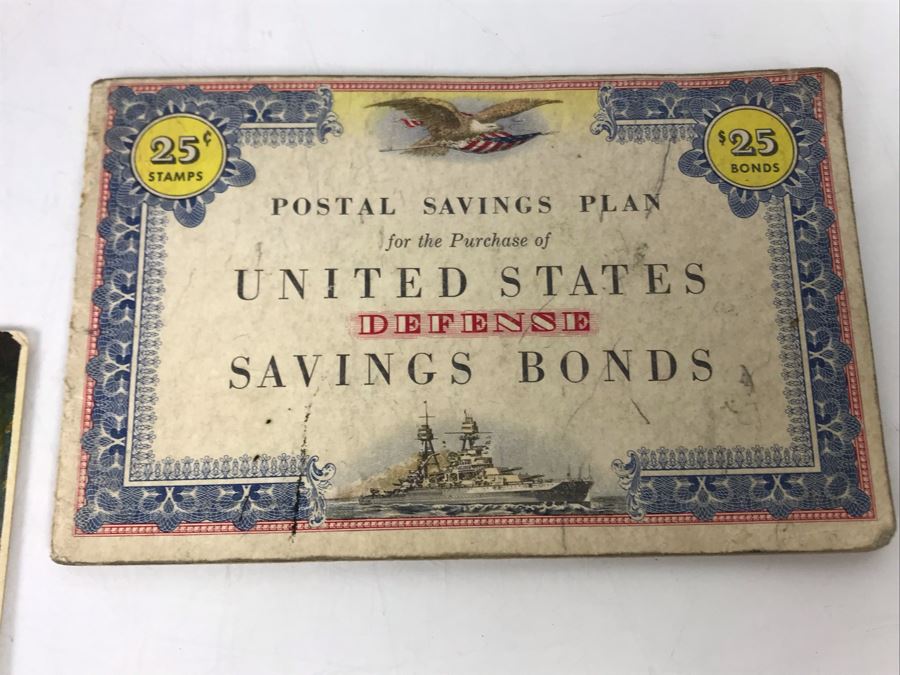 25¢
STAMPS
$25
BONDS
POSTAL SAVINGS PLAN
for the Purchase of
UNITED STATES
DEFENSE
SAVINGS BONDS